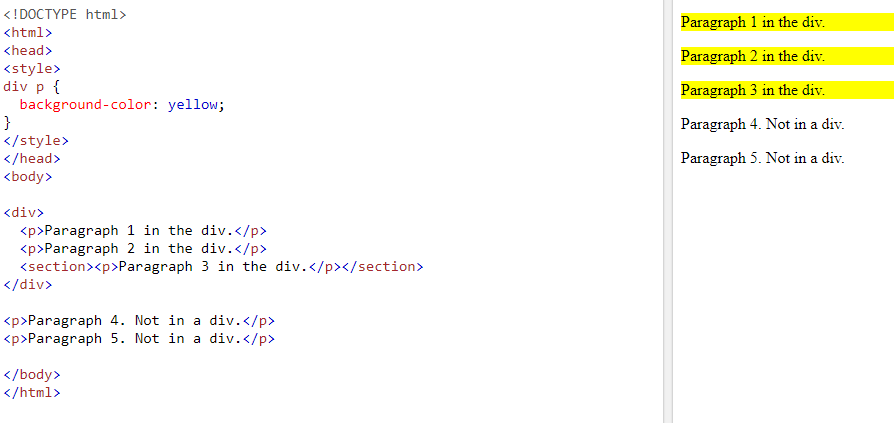 <!DOCTYPE html>
<html>
<head>
<style>
div p {
  background-color: yellow;
}
</style>
</head>
<body>

<div>
  <p>Paragraph 1 in the div.</p>
  <p>Paragraph 2 in the div.</p>
  <section><p>Paragraph 3 in the div.</p></section>
</div>

<p>Paragraph 4. Not in a div.</p>
<p>Paragraph 5. Not in a div.</p>

</body>
</html>
Paragraph 1 in the div.
Paragraph 2 in the div.
Paragraph 3 in the div.
Paragraph 4. Not in a div.
Paragraph 5. Not in a div.